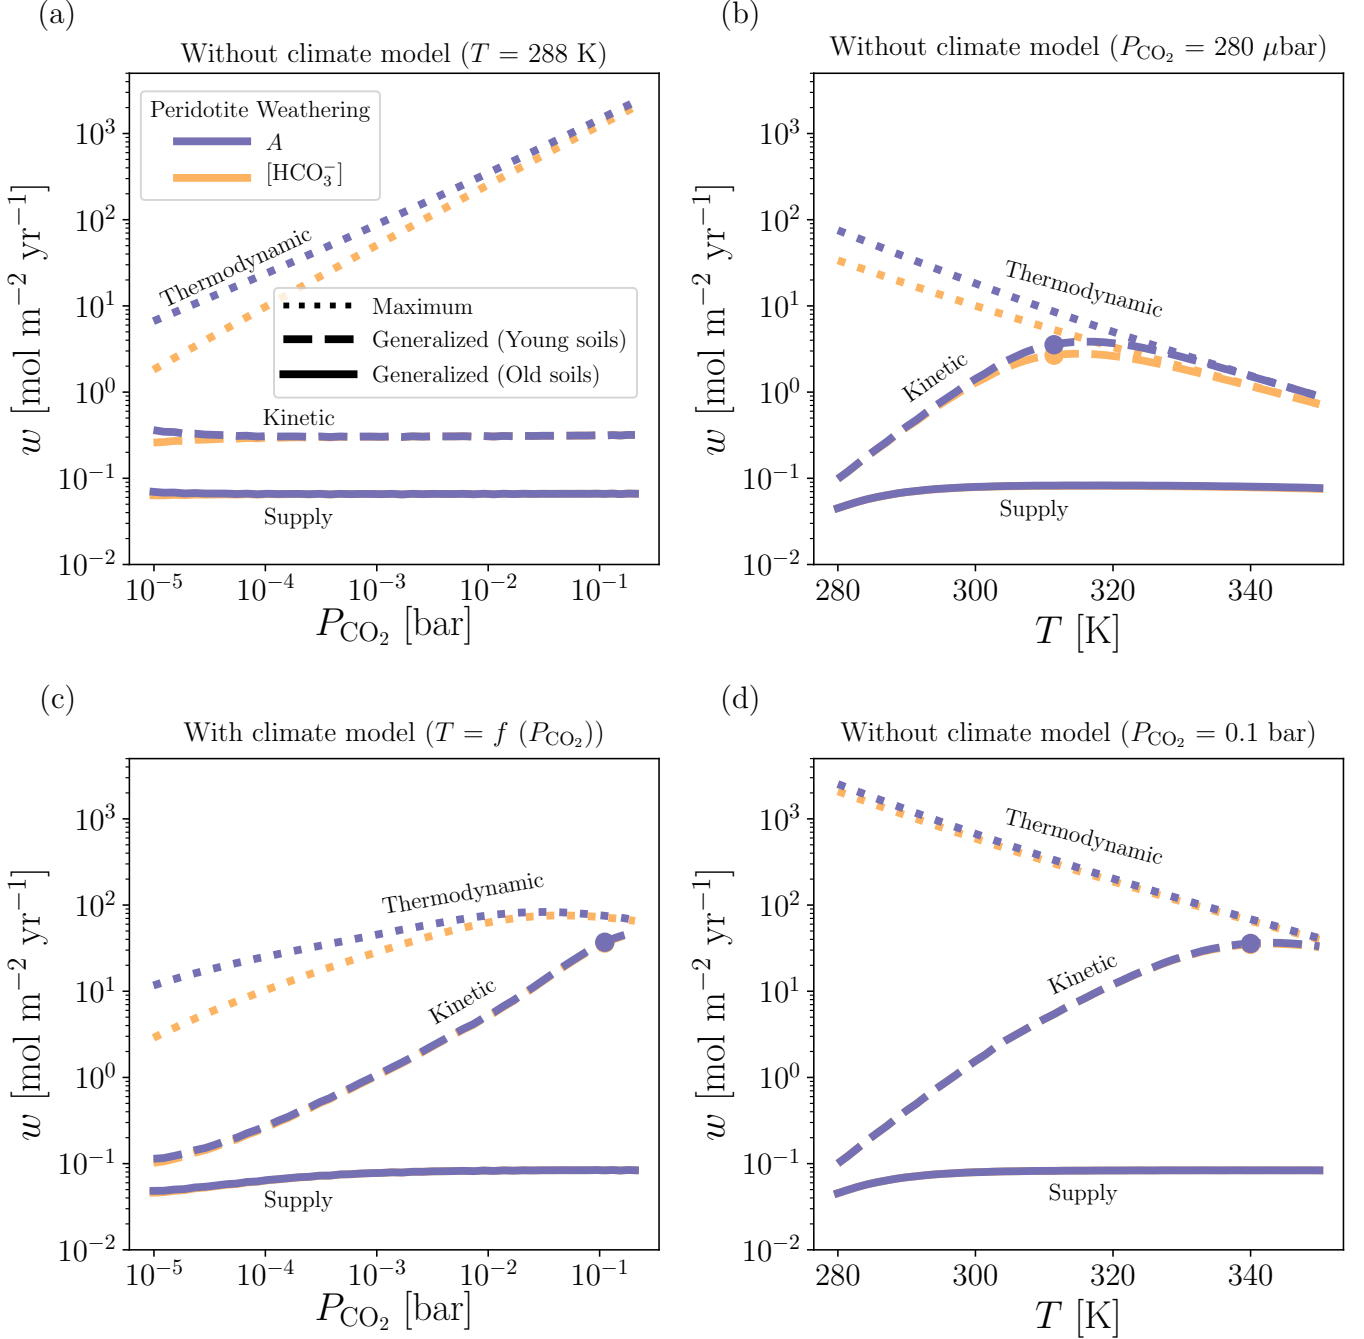 (a)
Without climate model (T = 288 K)
Peridotite Weathering
A
[HCO₃⁻]
Thermodynamic
Maximum
Generalized (Young soils)
Generalized (Old soils)
Kinetic
Supply
10³
10²
10¹
10⁰
10⁻¹
10⁻²
w [mol m⁻² yr⁻¹]
10⁻⁵ 10⁻⁴ 10⁻³ 10⁻² 10⁻¹
P_CO₂ [bar]
(b)
Without climate model (P_CO₂ = 280 μbar)
Thermodynamic
Kinetic
Supply
10³
10²
10¹
10⁰
10⁻¹
10⁻²
w [mol m⁻² yr⁻¹]
280 300 320 340
T [K]
(c)
With climate model (T = f (P_CO₂))
Thermodynamic
Kinetic
Supply
10³
10²
10¹
10⁰
10⁻¹
10⁻²
w [mol m⁻² yr⁻¹]
10⁻⁵ 10⁻⁴ 10⁻³ 10⁻² 10⁻¹
P_CO₂ [bar]
(d)
Without climate model (P_CO₂ = 0.1 bar)
Thermodynamic
Kinetic
Supply
10³
10²
10¹
10⁰
10⁻¹
10⁻²
w [mol m⁻² yr⁻¹]
280 300 320 340
T [K]